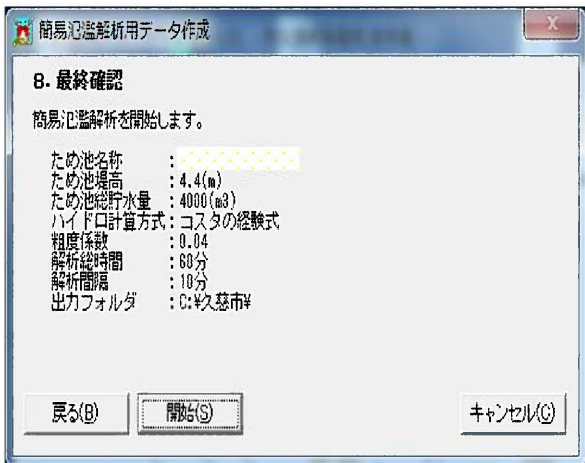 簡易氾濫解析用データ作成
8. 最終確認
簡易氾濫解析を開始します。
ため池名称 :
ため池堤高 :4.4(m)
ため池総貯水量 :4000(m3)
ハイドロ計算方式:コスタの経験式
粗度係数 :0.04
解析総時間 :60分
解析間隔 :10分
出力フォルダ :C:¥久慈市¥
戻る(B) 開始(S) キャンセル(C)